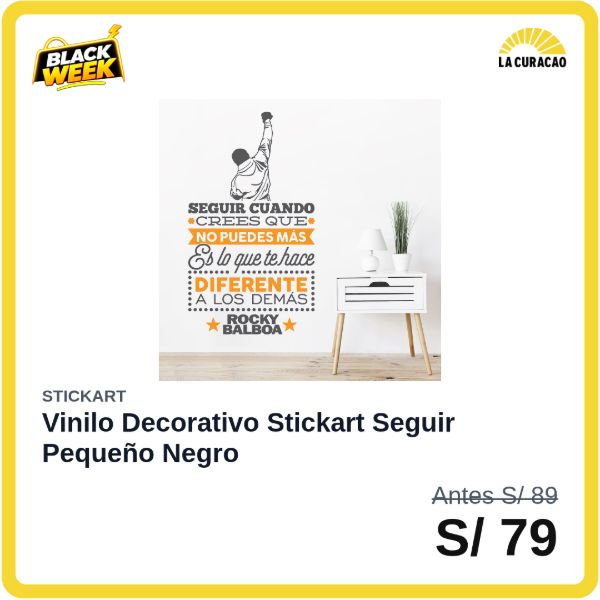 BLACK
WEEK
LA CURACAO
SEGUIR CUANDO
CREES QUE
NO PUEDES MÁS
Es lo que te hace
DIFERENTE
A LOS DEMÁS
ROCKY
BALBOA
STICKART
Vinilo Decorativo Stickart Seguir
Pequeño Negro
Antes S/ 89
S/ 79